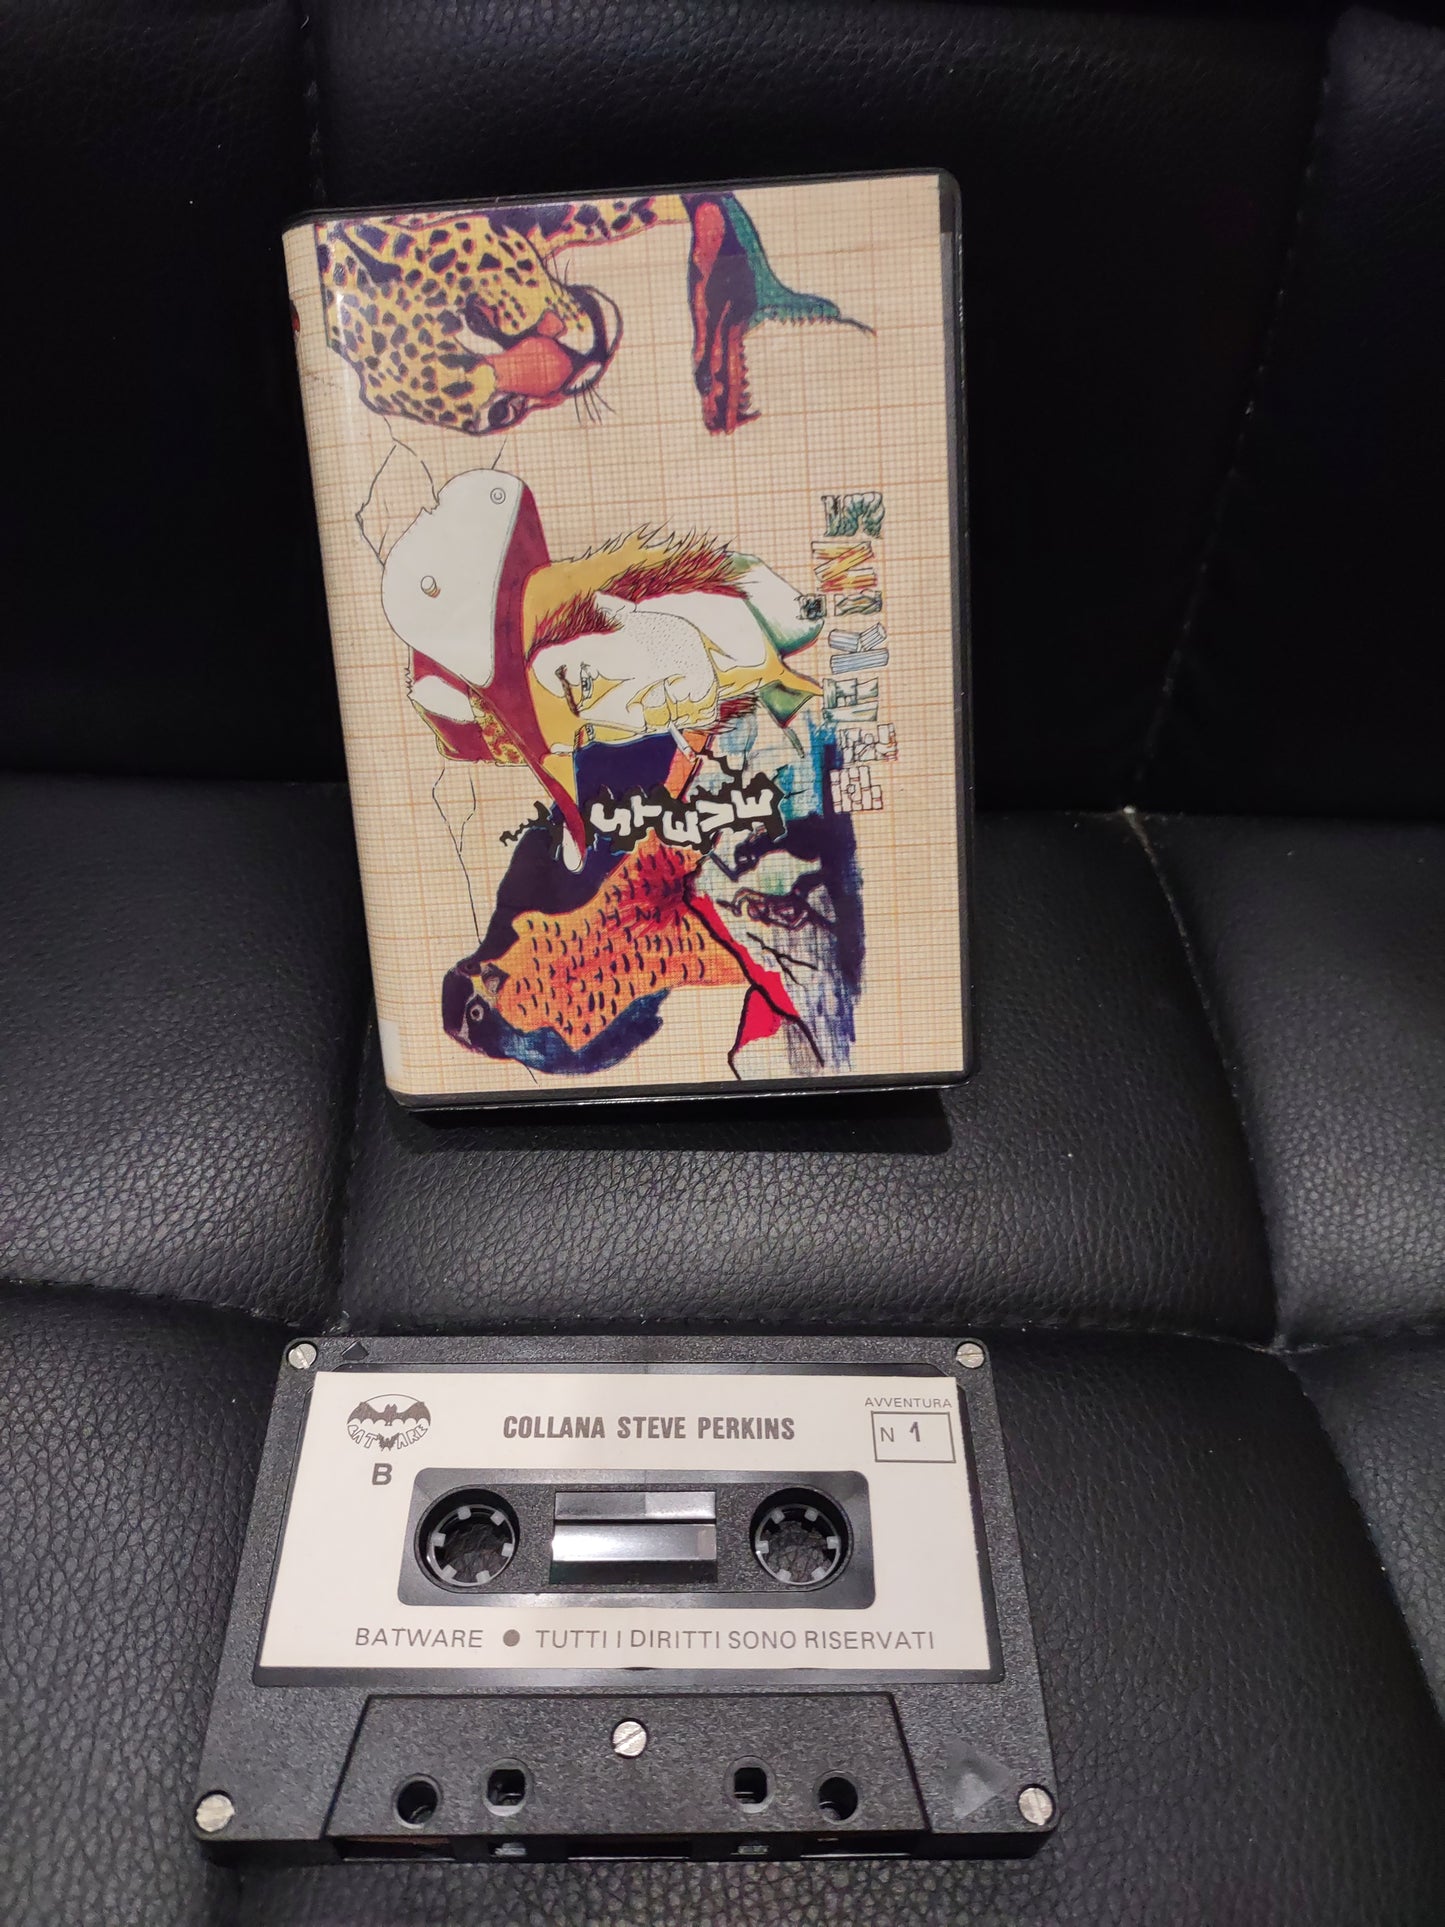 ©
STEVE
PERKINS
BATWARE
COLLANA STEVE PERKINS
AVVENTURA
N 1
B
BATWARE ● TUTTI I DIRITTI SONO RISERVATI